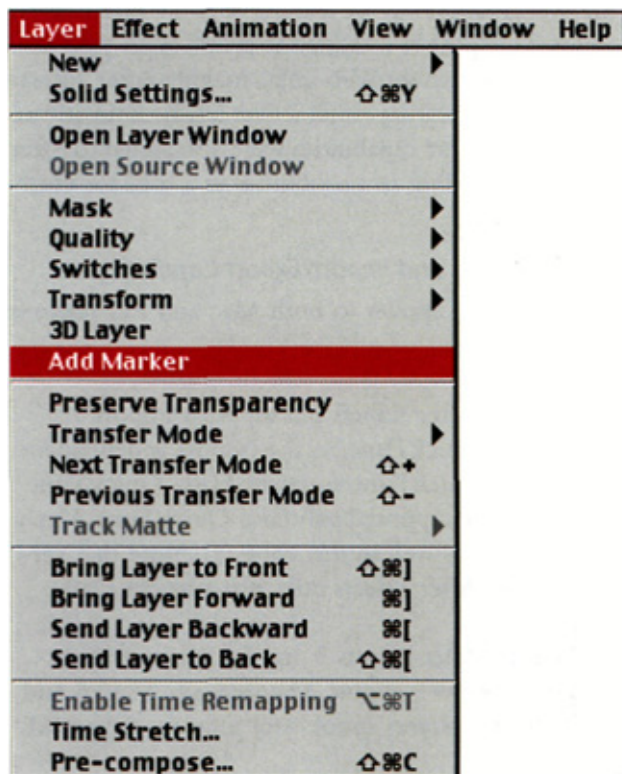 Layer Effect Animation View Window Help
New
Solid Settings... ⇧⌘Y
Open Layer Window
Open Source Window
Mask
Quality
Switches
Transform
3D Layer
Add Marker
Preserve Transparency
Transfer Mode
Next Transfer Mode ⇧+
Previous Transfer Mode ⇧-
Track Matte
Bring Layer to Front ⇧⌘]
Bring Layer Forward ⌘]
Send Layer Backward ⌘[
Send Layer to Back ⇧⌘[
Enable Time Remapping ⌥⌘T
Time Stretch...
Pre-compose... ⇧⌘C